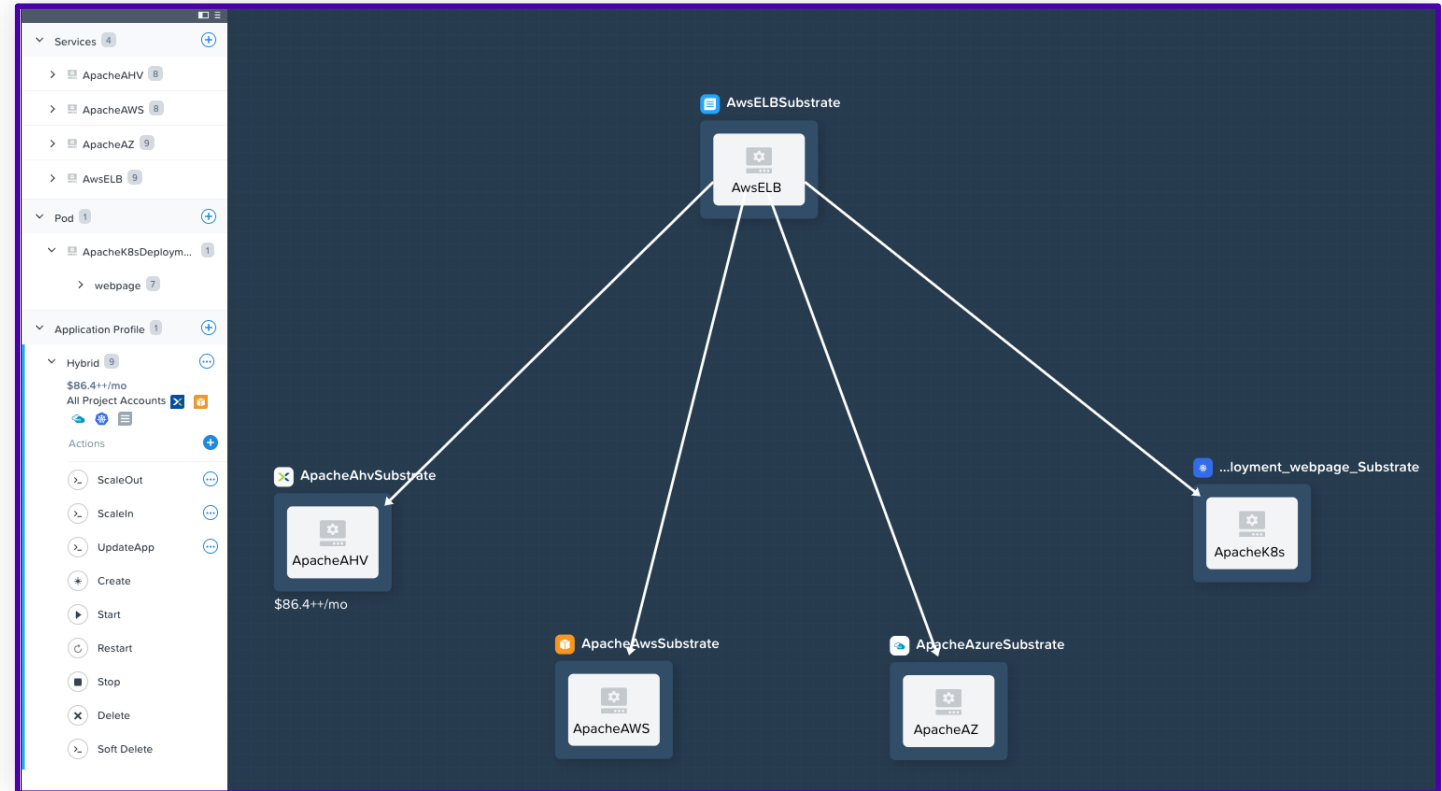 Services 4
ApacheAHV 8
ApacheAWS 8
ApacheAZ 9
AwsELB 9
Pod 1
ApacheK8sDeploym... 1
webpage 7
Application Profile 1
Hybrid 9
$86.4++/mo
All Project Accounts
Actions
ScaleOut
ScaleIn
UpdateApp
Create
Start
Restart
Stop
Delete
Soft Delete
AwsELBSubstrate
AwsELB
ApacheAhvSubstrate
ApacheAHV
$86.4++/mo
...loyment_webpage_Substrate
ApacheK8s
ApacheAwsSubstrate
ApacheAWS
ApacheAzureSubstrate
ApacheAZ